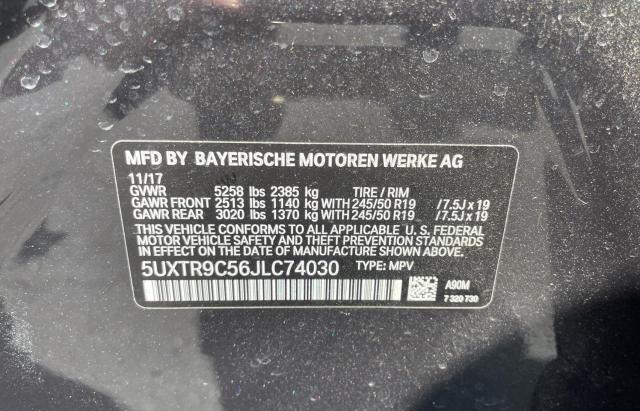 MFD BY BAYERISCHE MOTOREN WERKE AG
11/17
GVWR 5258 lbs 2385 kg TIRE / RIM
GAWR FRONT 2513 lbs 1140 kg WITH 245/50 R19 /7.5J x 19
GAWR REAR 3020 lbs 1370 kg WITH 245/50 R19 /7.5J x 19
THIS VEHICLE CONFORMS TO ALL APPLICABLE U. S. FEDERAL
MOTOR VEHICLE SAFETY AND THEFT PREVENTION STANDARDS
IN EFFECT ON THE DATE OF MANUFACTURE SHOWN ABOVE.
5UXTR9C56JLC74030 TYPE: MPV
A90M
7 320 730